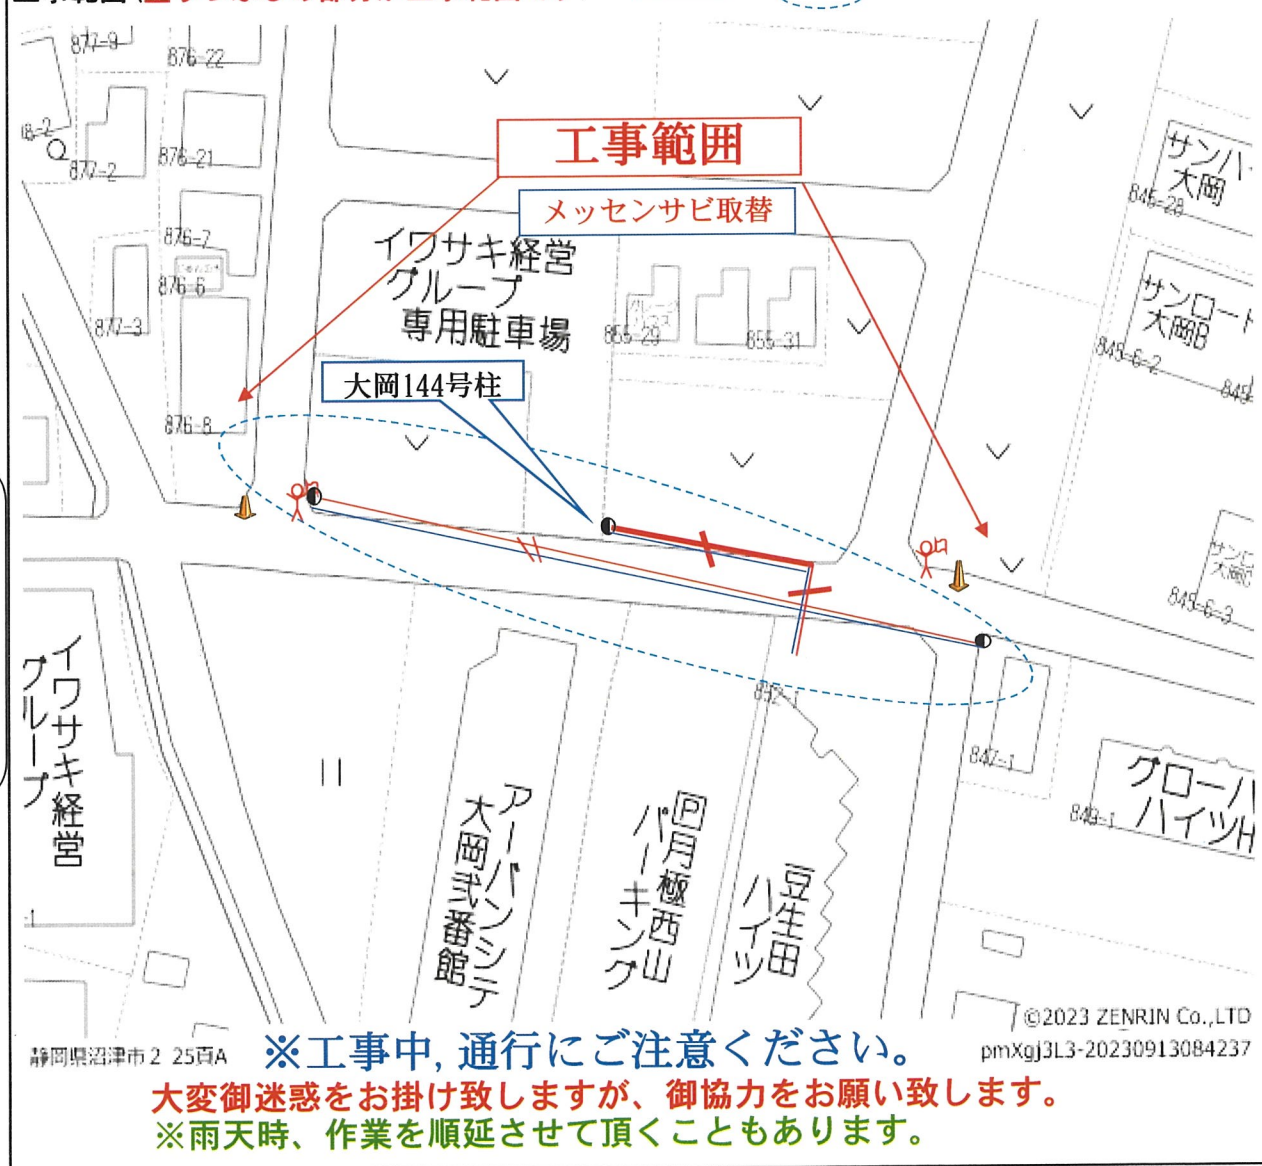 877-9
876-22
877-2
876-21
876-7
876-6
877-3
876-8
工事範囲
メッセンサビ取替
イワサキ経営
グループ
専用駐車場
855-29
855-31
大岡144号柱
サンハ
大岡
845-28
サンロート
大岡B
845-6-2
845-6-3
イワサキ経営
グループ
アーバンシテ
大岡弐番館
P月極西山
パーキング
豆生田
ハイツ
852-1
847-1
849-1
グローバ
ハイツH
©2023 ZENRIN Co.,LTD
静岡県沼津市2 25頁A
pmXgj3L3-20230913084237
※工事中,通行にご注意ください。
大変御迷惑をお掛け致しますが、御協力をお願い致します。
※雨天時、作業を順延させて頂くこともあります。